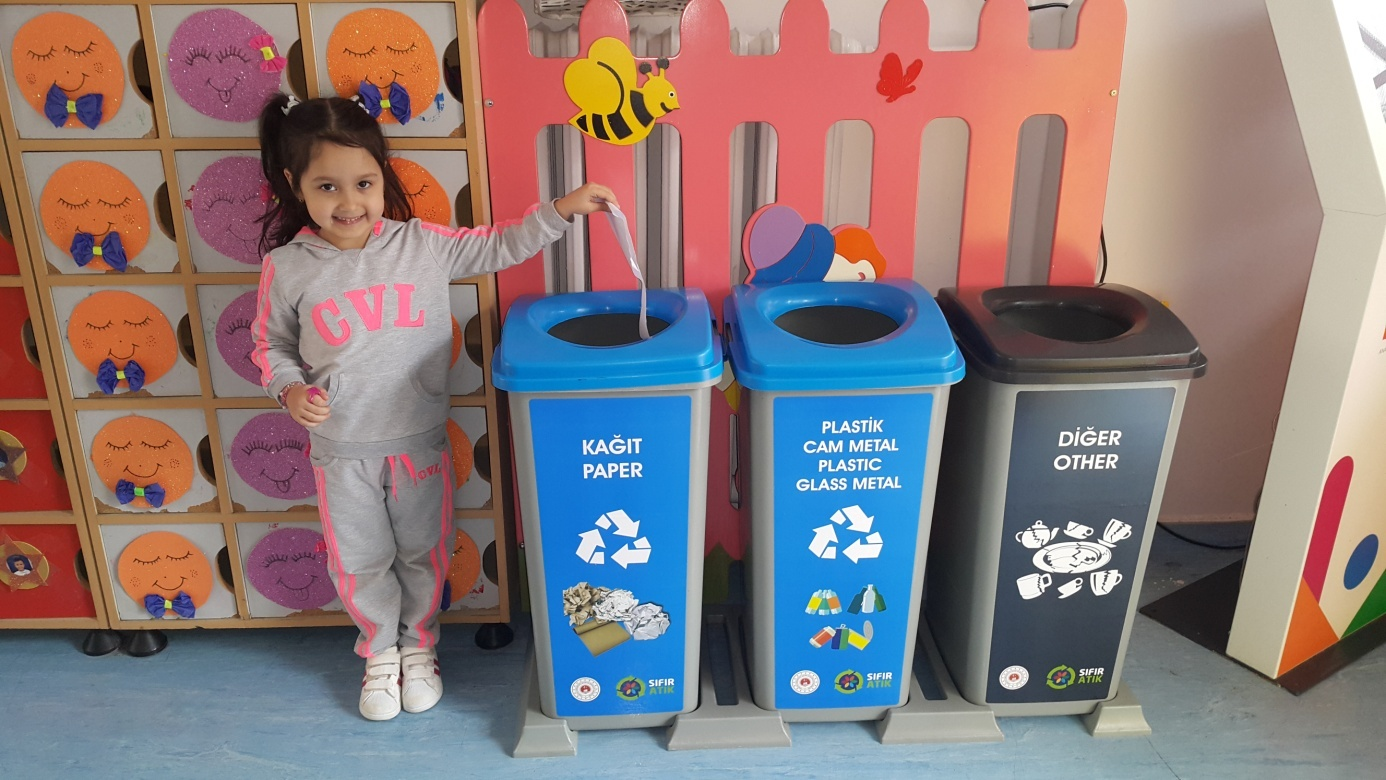 CVL
CVL
KAĞIT
PAPER
SIFIR
ATIK
PLASTİK
CAM METAL
PLASTIC
GLASS METAL
SIFIR
ATIK
DİĞER
OTHER
SIFIR
ATIK